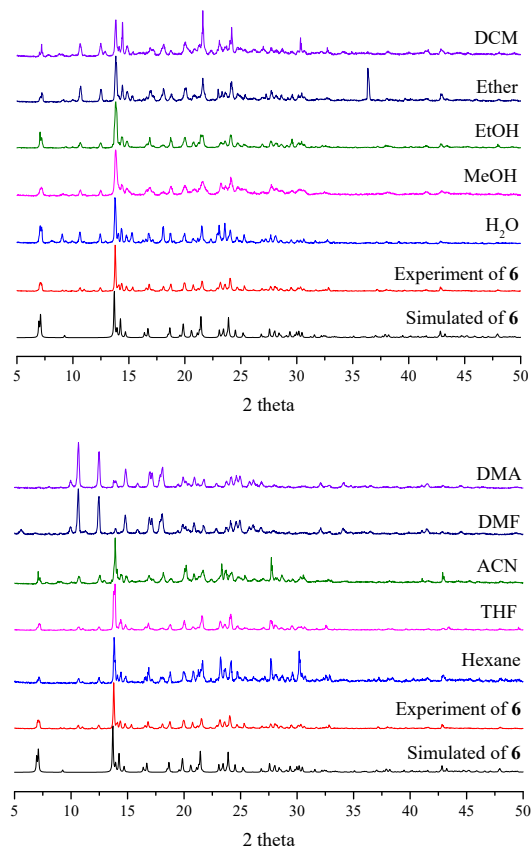 DCM
Ether
EtOH
MeOH
H₂O
Experiment of 6
Simulated of 6
5 10 15 20 25 30 35 40 45 50
2 theta
DMA
DMF
ACN
THF
Hexane
Experiment of 6
Simulated of 6
5 10 15 20 25 30 35 40 45 50
2 theta